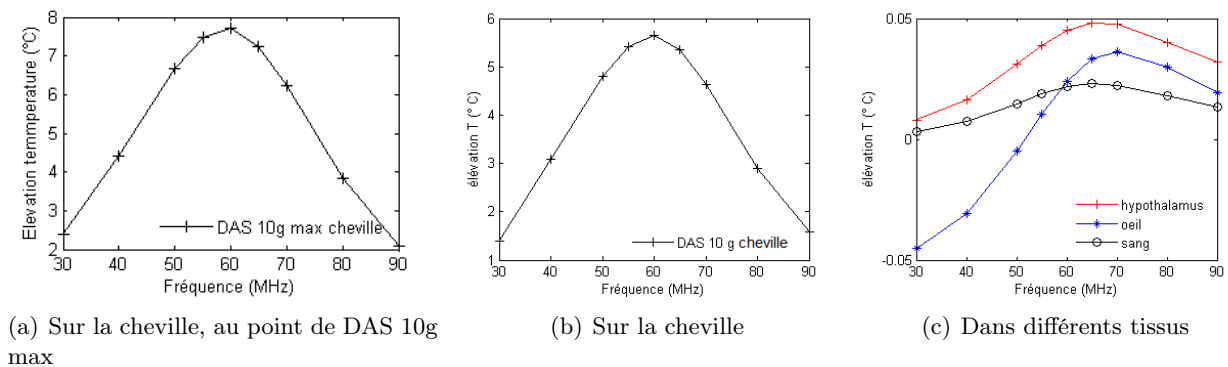 8
7
6
5
4
3
2
30 40 50 60 70 80 90
Elevation termmperature (°C)
Fréquence (MHz)
DAS 10g max cheville
6
5
4
3
2
1
30 40 50 60 70 80 90
élévation T (° C)
Fréquence (MHz)
DAS 10 g cheville
0.05
0
-0.05
30 40 50 60 70 80 90
élévation T (° C)
Fréquence (MHz)
hypothalamus
oeil
sang
(a) Sur la cheville, au point de DAS 10g
max
(b) Sur la cheville
(c) Dans différents tissus